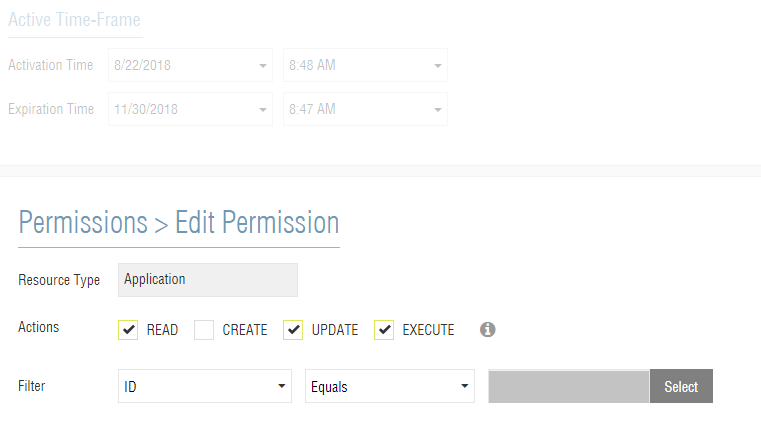 Active Time-Frame
Activation Time 8/22/2018 8:48 AM
Expiration Time 11/30/2018 8:47 AM
Permissions > Edit Permission
Resource Type Application
Actions READ CREATE UPDATE EXECUTE
Filter ID Equals Select